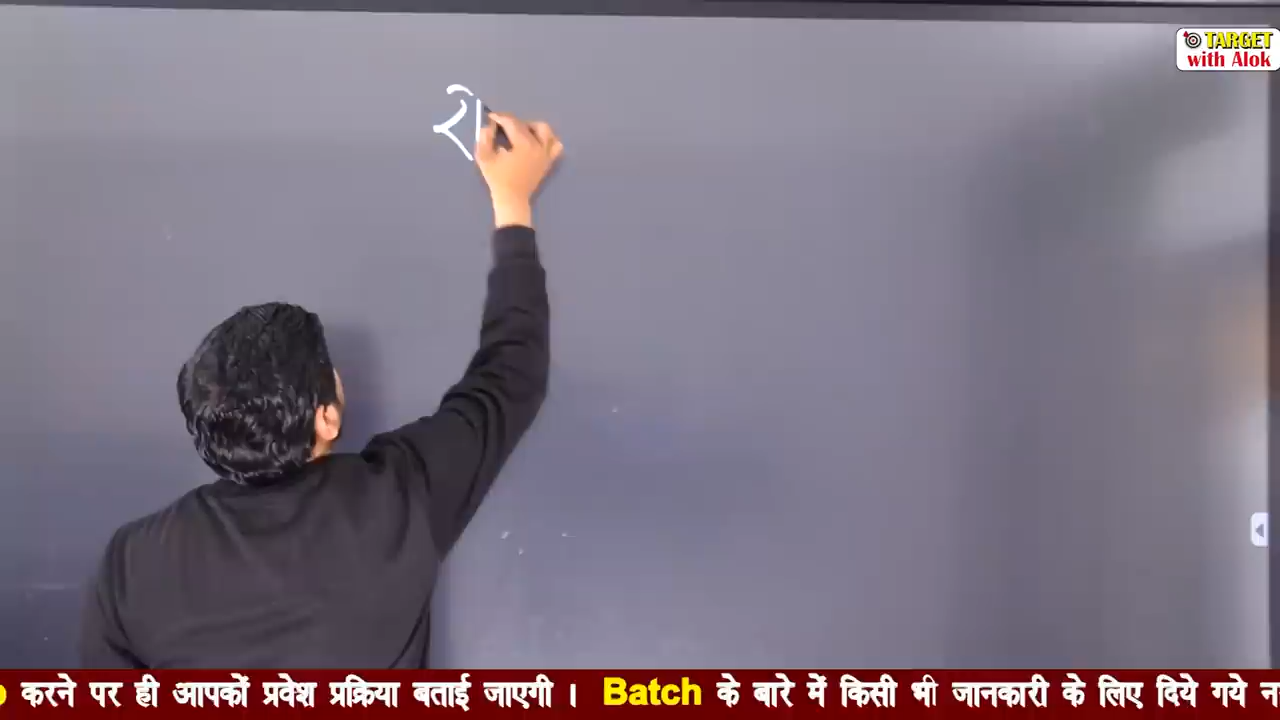 TARGET
with Alok
करने पर ही आपकों प्रवेश प्रक्रिया बताई जाएगी । Batch के बारे में किसी भी जानकारी के लिए दिये गये